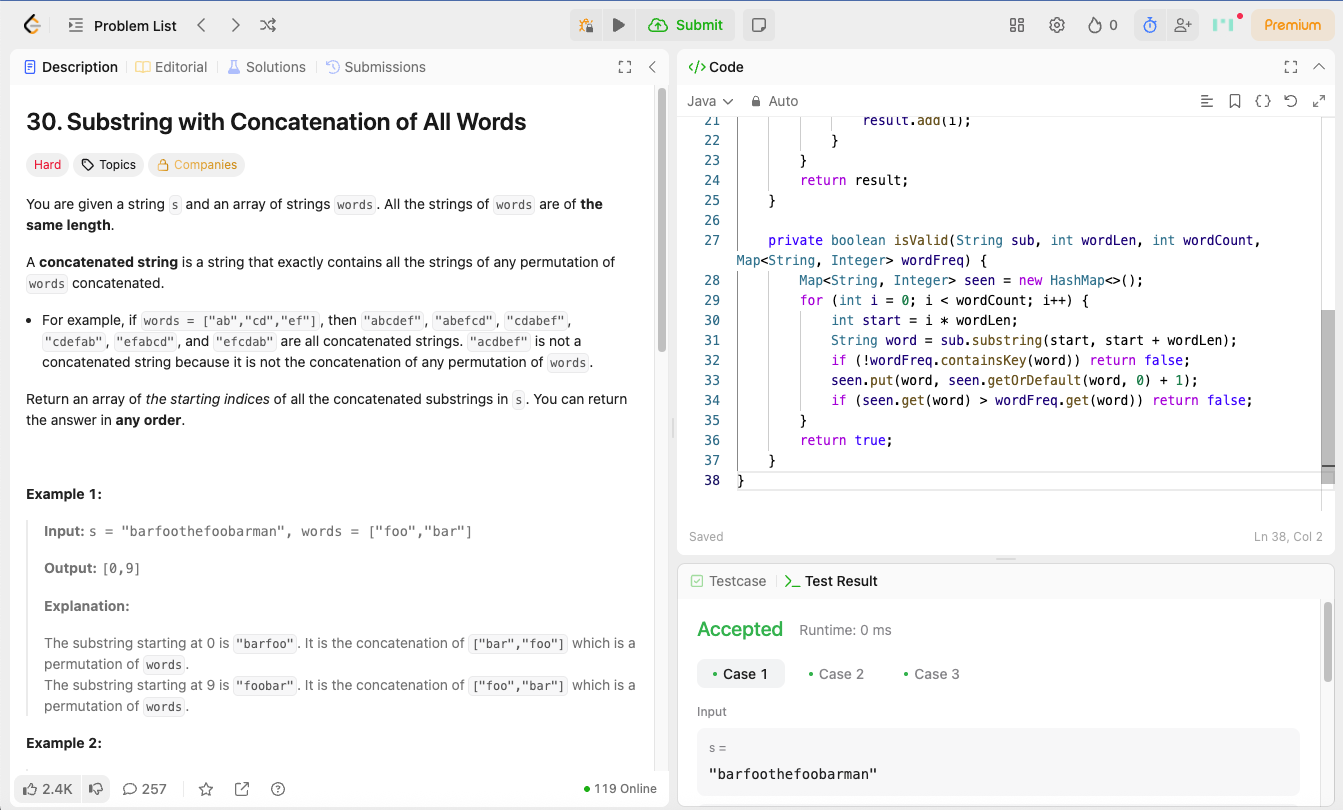 Problem List
Submit
0
Premium
Description
Editorial
Solutions
Submissions
30. Substring with Concatenation of All Words
Hard
Topics
Companies
You are given a string s and an array of strings words. All the strings of words are of the
same length.
A concatenated string is a string that exactly contains all the strings of any permutation of
words concatenated.
• For example, if words = ["ab","cd","ef"], then "abcdef", "abefcd", "cdabef",
"cdefab", "efabcd", and "efcdab" are all concatenated strings. "acdbef" is not a
concatenated string because it is not the concatenation of any permutation of words.
Return an array of the starting indices of all the concatenated substrings in s. You can return
the answer in any order.
Example 1:
Input: s = "barfoothefoobarman", words = ["foo","bar"]
Output: [0,9]
Explanation:
The substring starting at 0 is "barfoo". It is the concatenation of ["bar","foo"] which is a
permutation of words.
The substring starting at 9 is "foobar". It is the concatenation of ["foo","bar"] which is a
permutation of words.
Example 2:
2.4K
257
119 Online
</> Code
Java
Auto
21 result.add(i);
22 }
23 }
24 return result;
25 }
26
27 private boolean isValid(String sub, int wordLen, int wordCount,
Map<String, Integer> wordFreq) {
28 Map<String, Integer> seen = new HashMap<>();
29 for (int i = 0; i < wordCount; i++) {
30 int start = i * wordLen;
31 String word = sub.substring(start, start + wordLen);
32 if (!wordFreq.containsKey(word)) return false;
33 seen.put(word, seen.getOrDefault(word, 0) + 1);
34 if (seen.get(word) > wordFreq.get(word)) return false;
35 }
36 return true;
37 }
38 }
Saved
Ln 38, Col 2
Testcase
Test Result
Accepted
Runtime: 0 ms
• Case 1
• Case 2
• Case 3
Input
s =
"barfoothefoobarman"